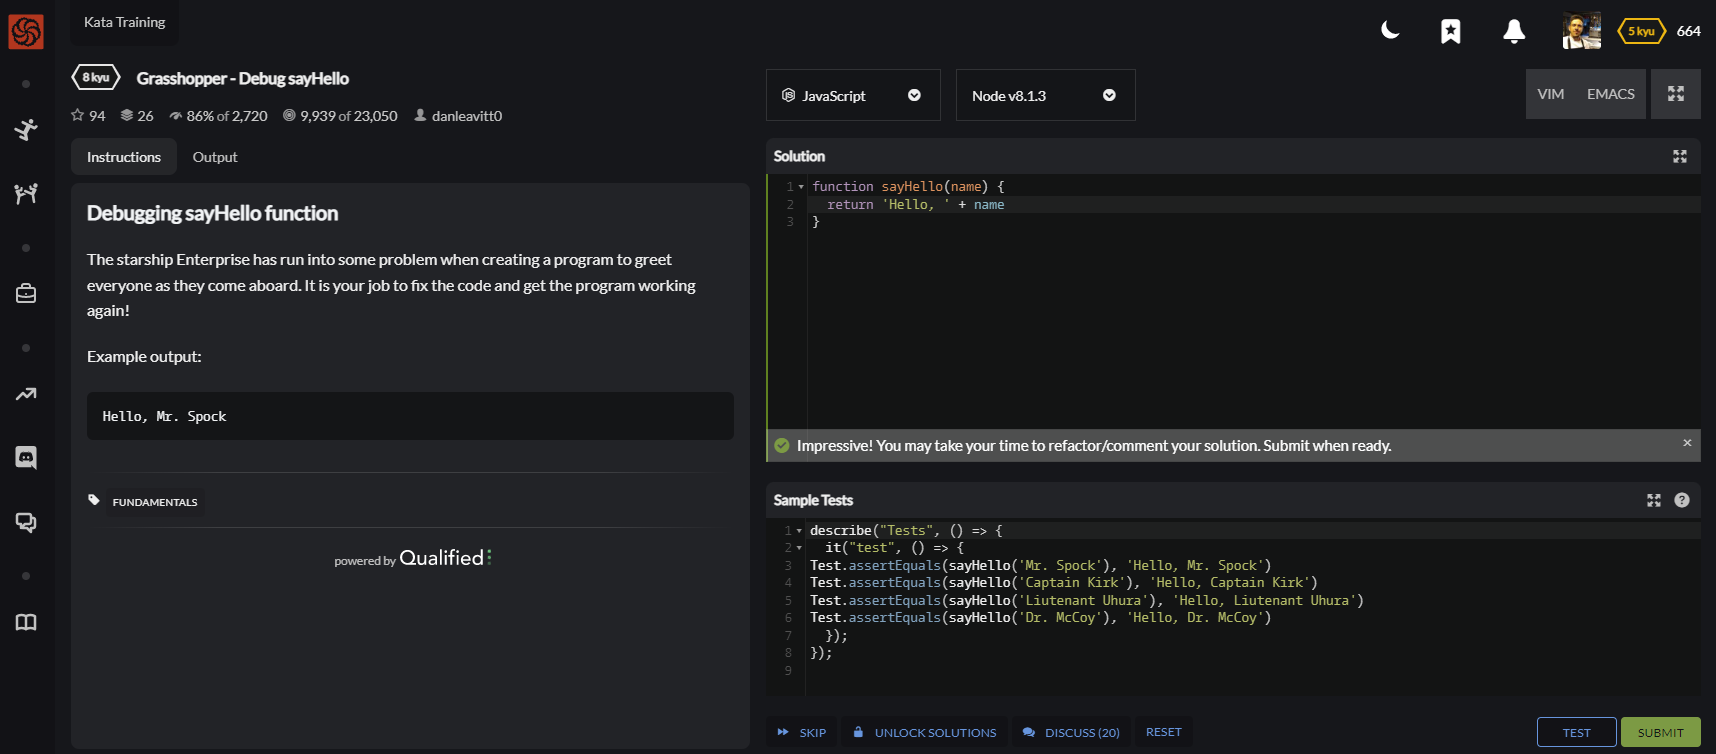 Kata Training
5 kyu 664
8 kyu Grasshopper - Debug sayHello
94 26 86% of 2,720 9,939 of 23,050 danleavitt0
Instructions Output
Debugging sayHello function
The starship Enterprise has run into some problem when creating a program to greet
everyone as they come aboard. It is your job to fix the code and get the program working
again!
Example output:
Hello, Mr. Spock
FUNDAMENTALS
powered by Qualified
JavaScript Node v8.1.3 VIM EMACS
Solution
1 function sayHello(name) {
2   return 'Hello, ' + name
3 }
Impressive! You may take your time to refactor/comment your solution. Submit when ready. ×
Sample Tests ?
1 describe("Tests", () => {
2   it("test", () => {
3 Test.assertEquals(sayHello('Mr. Spock'), 'Hello, Mr. Spock')
4 Test.assertEquals(sayHello('Captain Kirk'), 'Hello, Captain Kirk')
5 Test.assertEquals(sayHello('Liutenant Uhura'), 'Hello, Liutenant Uhura')
6 Test.assertEquals(sayHello('Dr. McCoy'), 'Hello, Dr. McCoy')
7   });
8 });
9
SKIP UNLOCK SOLUTIONS DISCUSS (20) RESET TEST SUBMIT